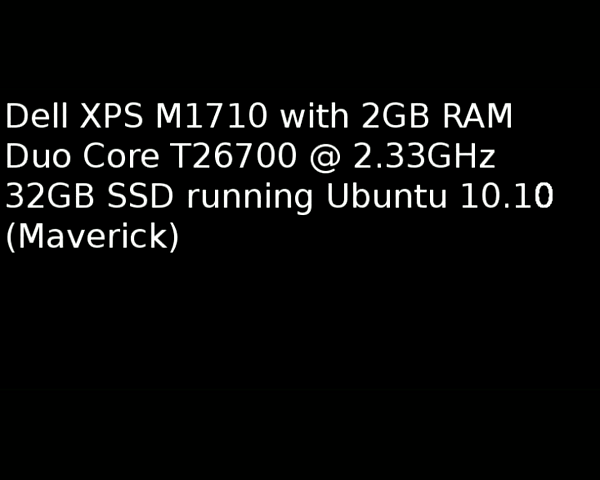 Dell XPS M1710 with 2GB RAM
Duo Core T26700 @ 2.33GHz
32GB SSD running Ubuntu 10.10
(Maverick)